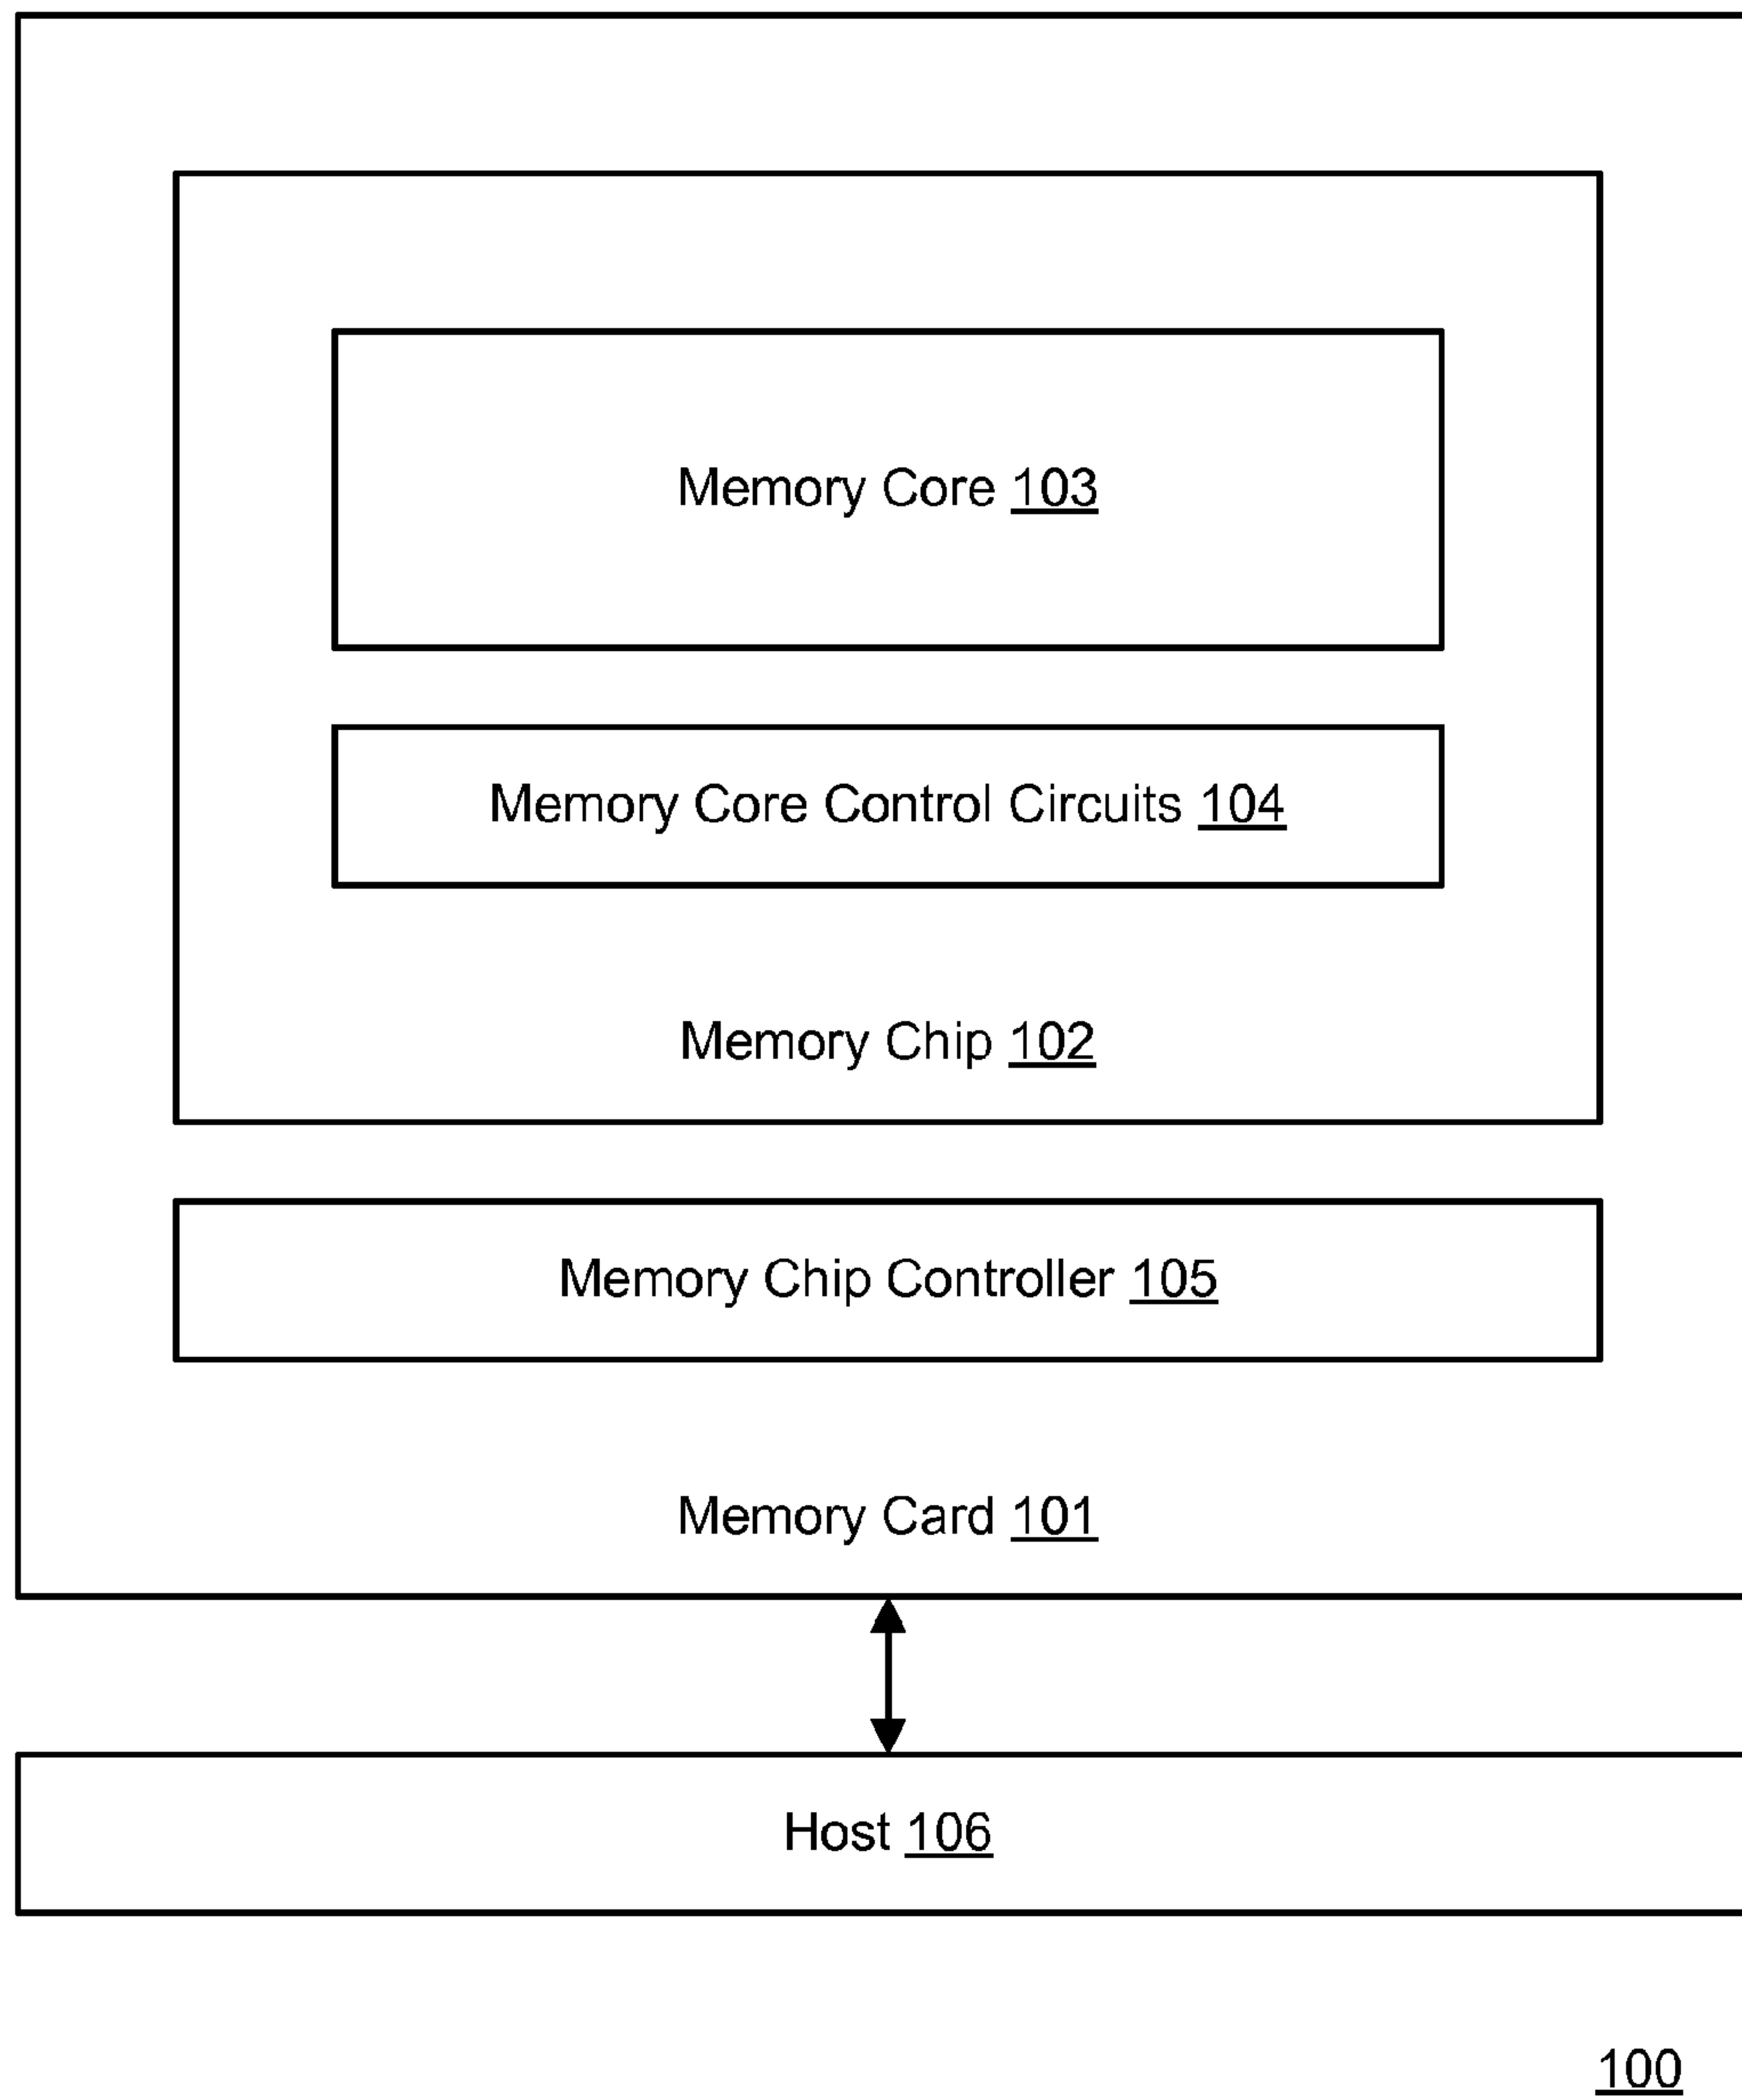 Memory Core 103
Memory Core Control Circuits 104
Memory Chip 102
Memory Chip Controller 105
Memory Card 101
Host 106
100